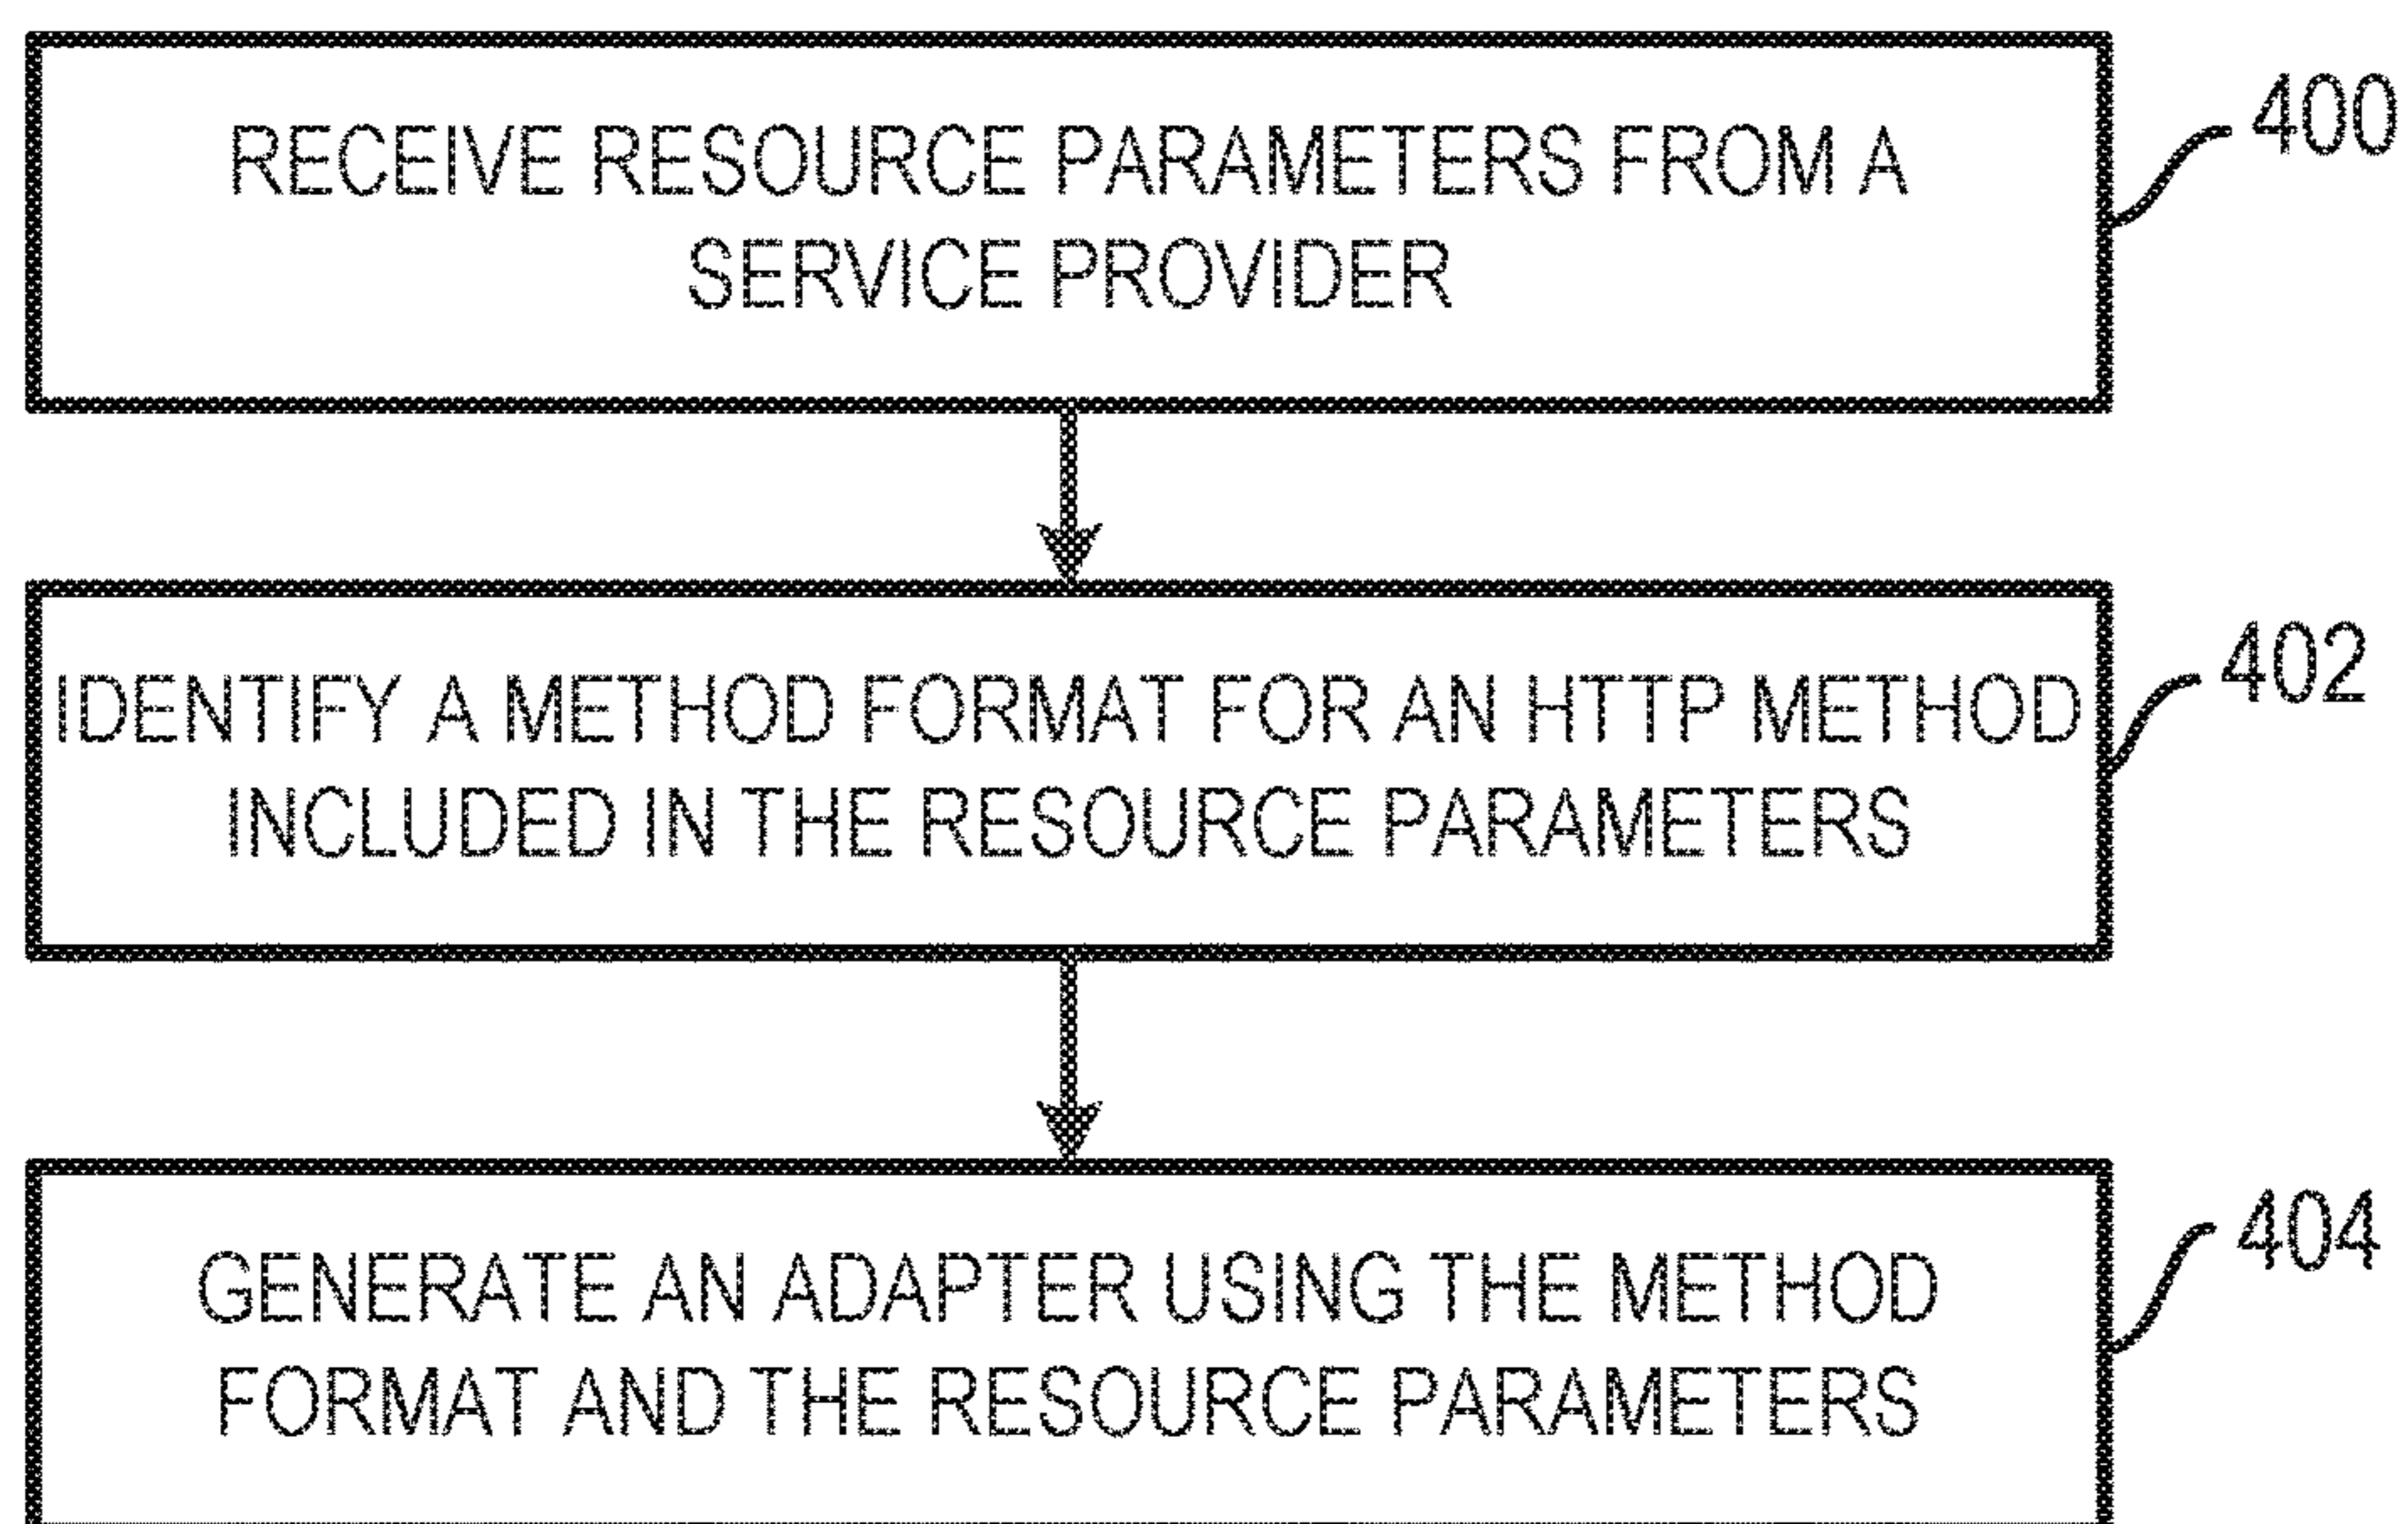 RECEIVE RESOURCE PARAMETERS FROM A
SERVICE PROVIDER
400
IDENTIFY A METHOD FORMAT FOR AN HTTP METHOD
INCLUDED IN THE RESOURCE PARAMETERS
402
GENERATE AN ADAPTER USING THE METHOD
FORMAT AND THE RESOURCE PARAMETERS
404